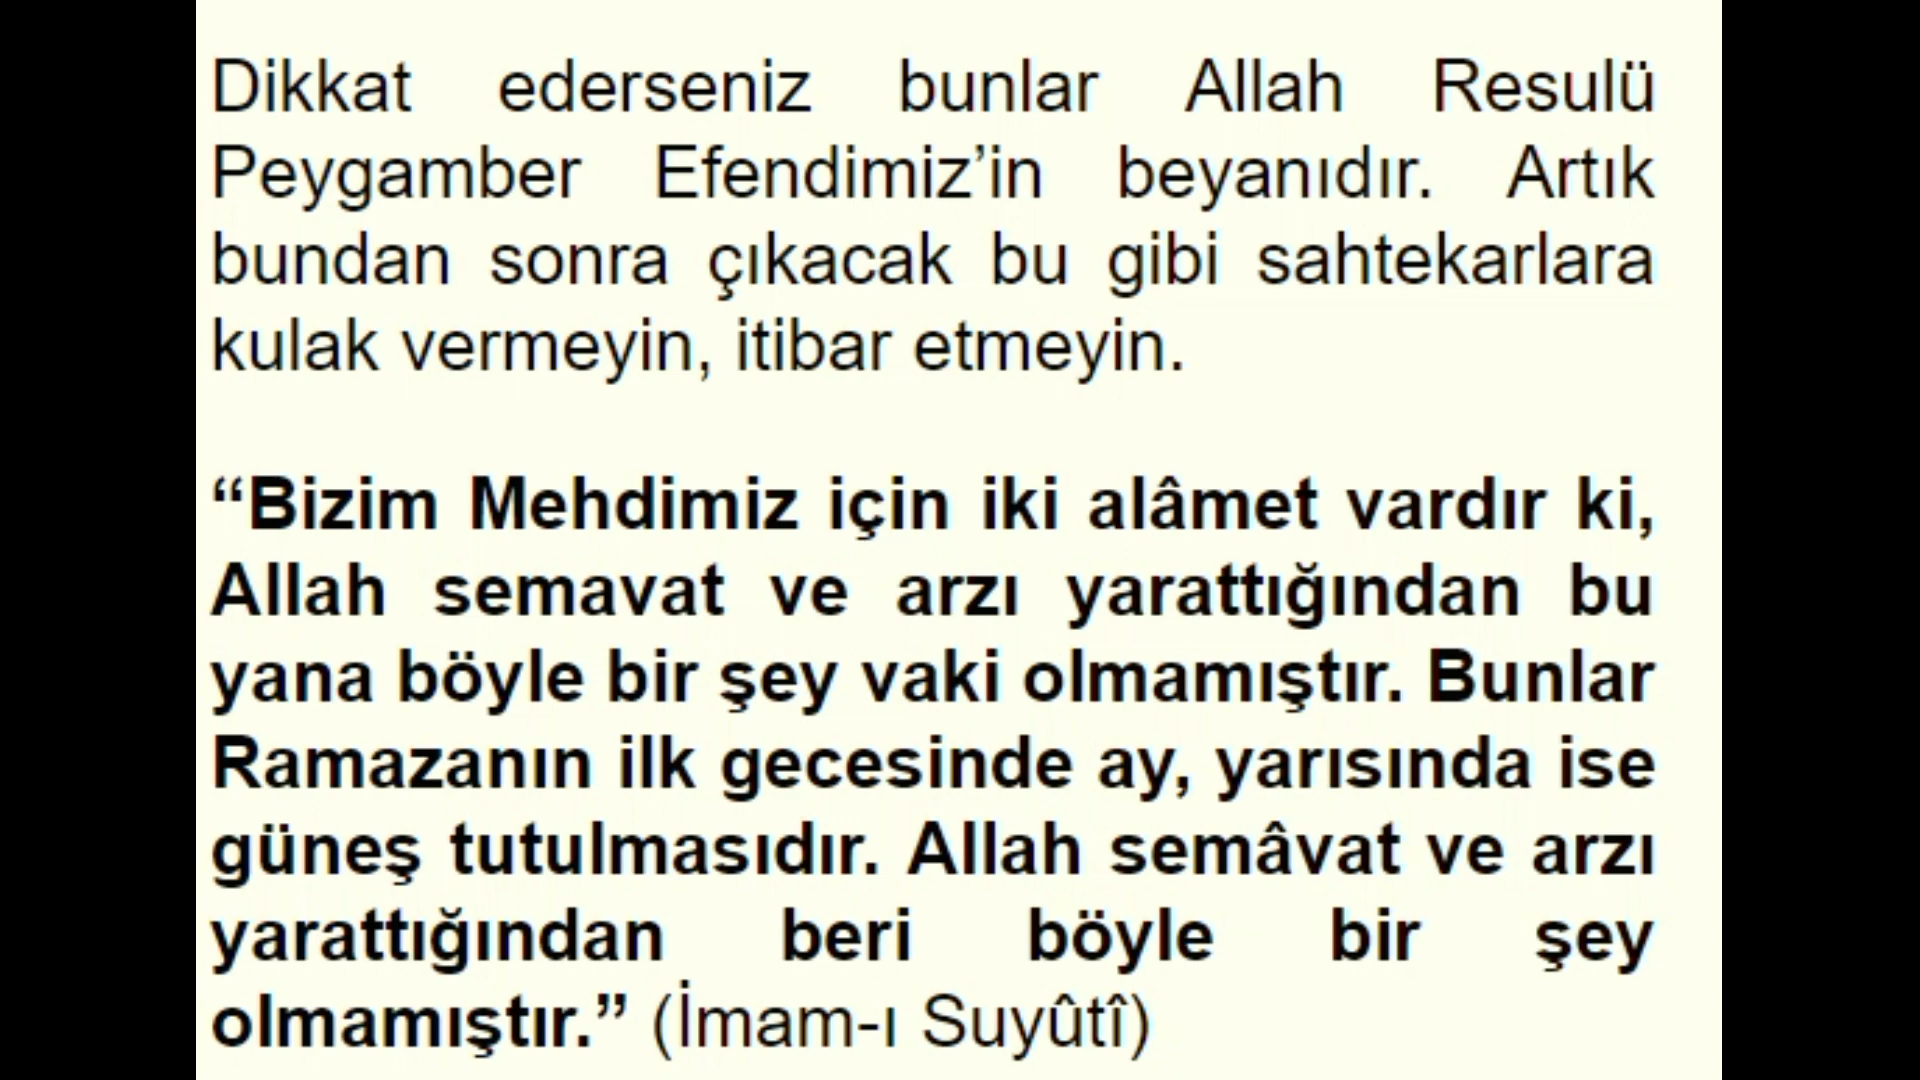 Dikkat ederseniz bunlar Allah Resulü
Peygamber Efendimiz’in beyanıdır. Artık
bundan sonra çıkacak bu gibi sahtekarlara
kulak vermeyin, itibar etmeyin.
“Bizim Mehdimiz için iki alâmet vardır ki,
Allah semavat ve arzı yarattığından bu
yana böyle bir şey vaki olmamıştır. Bunlar
Ramazanın ilk gecesinde ay, yarısında ise
güneş tutulmasıdır. Allah semâvat ve arzı
yarattığından beri böyle bir şey
olmamıştır.” (İmam-ı Suyûtî)